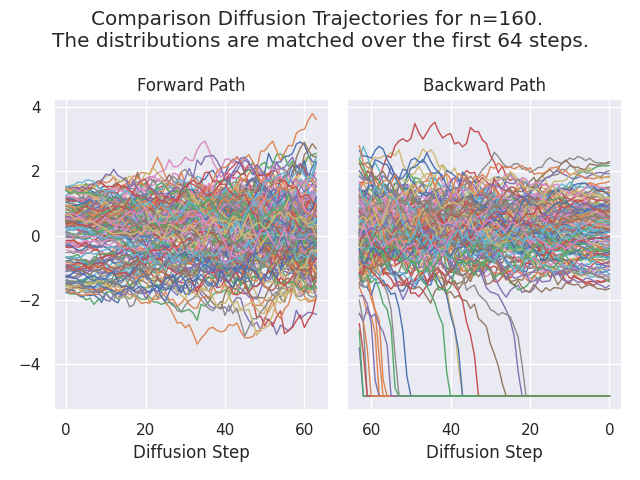 Comparison Diffusion Trajectories for n=160.
The distributions are matched over the first 64 steps.
Forward Path
Backward Path
4
2
0
−2
−4
0 20 40 60
60 40 20 0
Diffusion Step
Diffusion Step